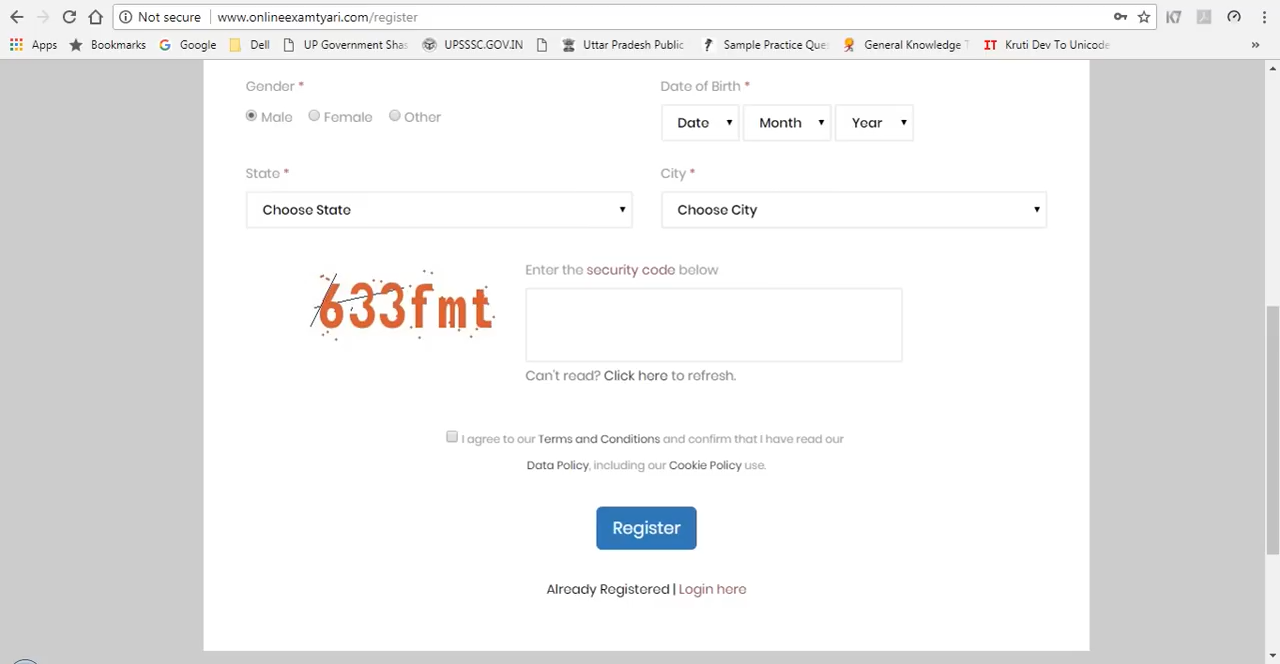 Not secure | www.onlineexamtyari.com/register
Apps Bookmarks Google Dell UP Government Shas UPSSSC.GOV.IN Uttar Pradesh Public Sample Practice Que General Knowledge T IT Kruti Dev To Unicode »
Gender * Date of Birth *
Male Female Other Date Month Year
State * City *
Choose State Choose City
Enter the security code below
633fmt
Can't read? Click here to refresh.
I agree to our Terms and Conditions and confirm that I have read our
Data Policy, including our Cookie Policy use.
Register
Already Registered | Login here